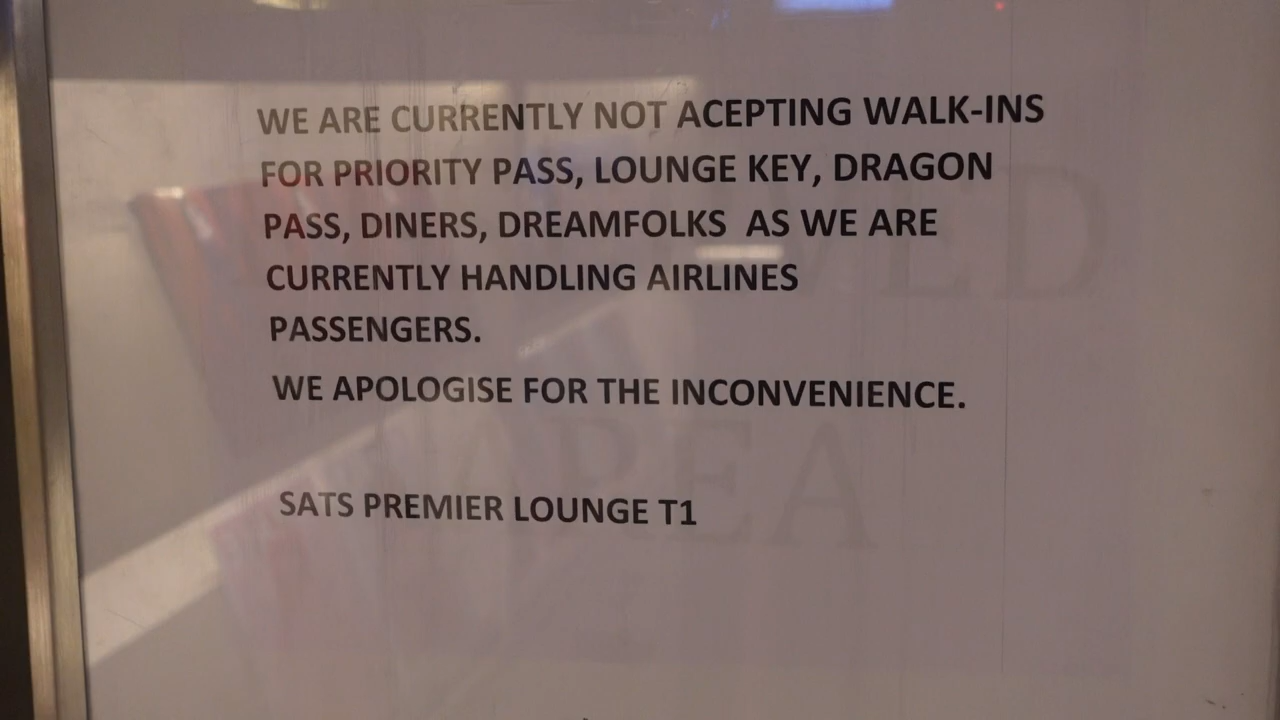 WE ARE CURRENTLY NOT ACEPTING WALK-INS
FOR PRIORITY PASS, LOUNGE KEY, DRAGON
PASS, DINERS, DREAMFOLKS AS WE ARE
CURRENTLY HANDLING AIRLINES
PASSENGERS.
WE APOLOGISE FOR THE INCONVENIENCE.
SATS PREMIER LOUNGE T1
AREA